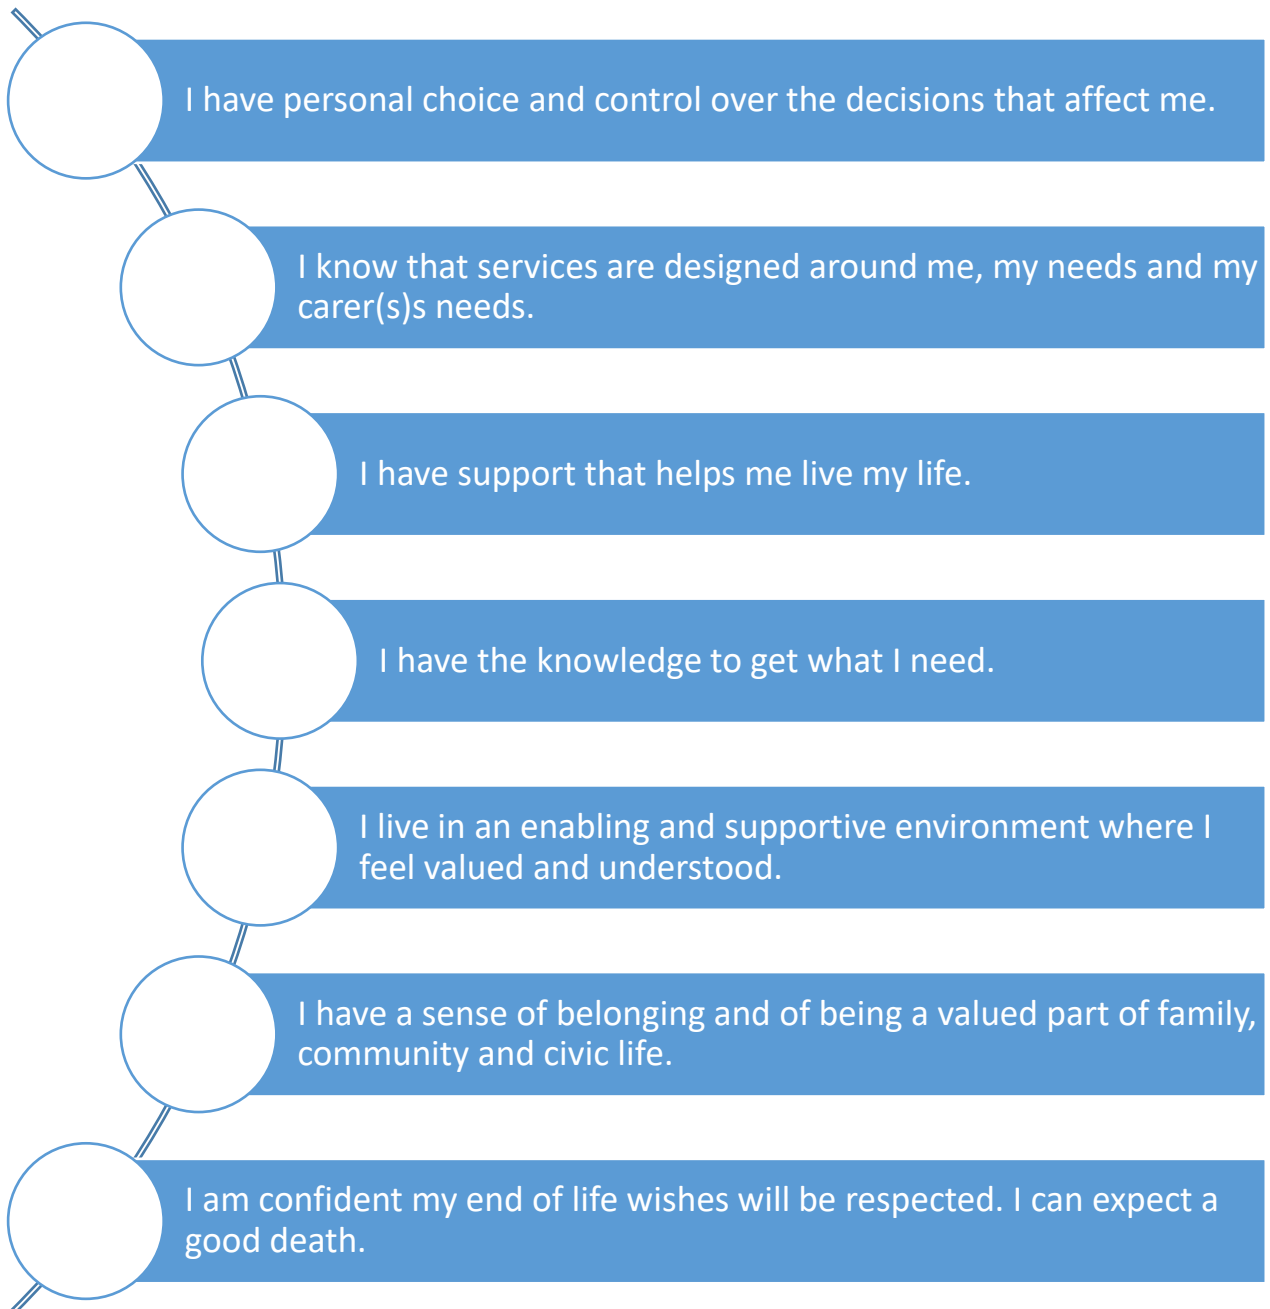 I have personal choice and control over the decisions that affect me.
I know that services are designed around me, my needs and my
carer(s)s needs.
I have support that helps me live my life.
I have the knowledge to get what I need.
I live in an enabling and supportive environment where I
feel valued and understood.
I have a sense of belonging and of being a valued part of family,
community and civic life.
I am confident my end of life wishes will be respected. I can expect a
good death.